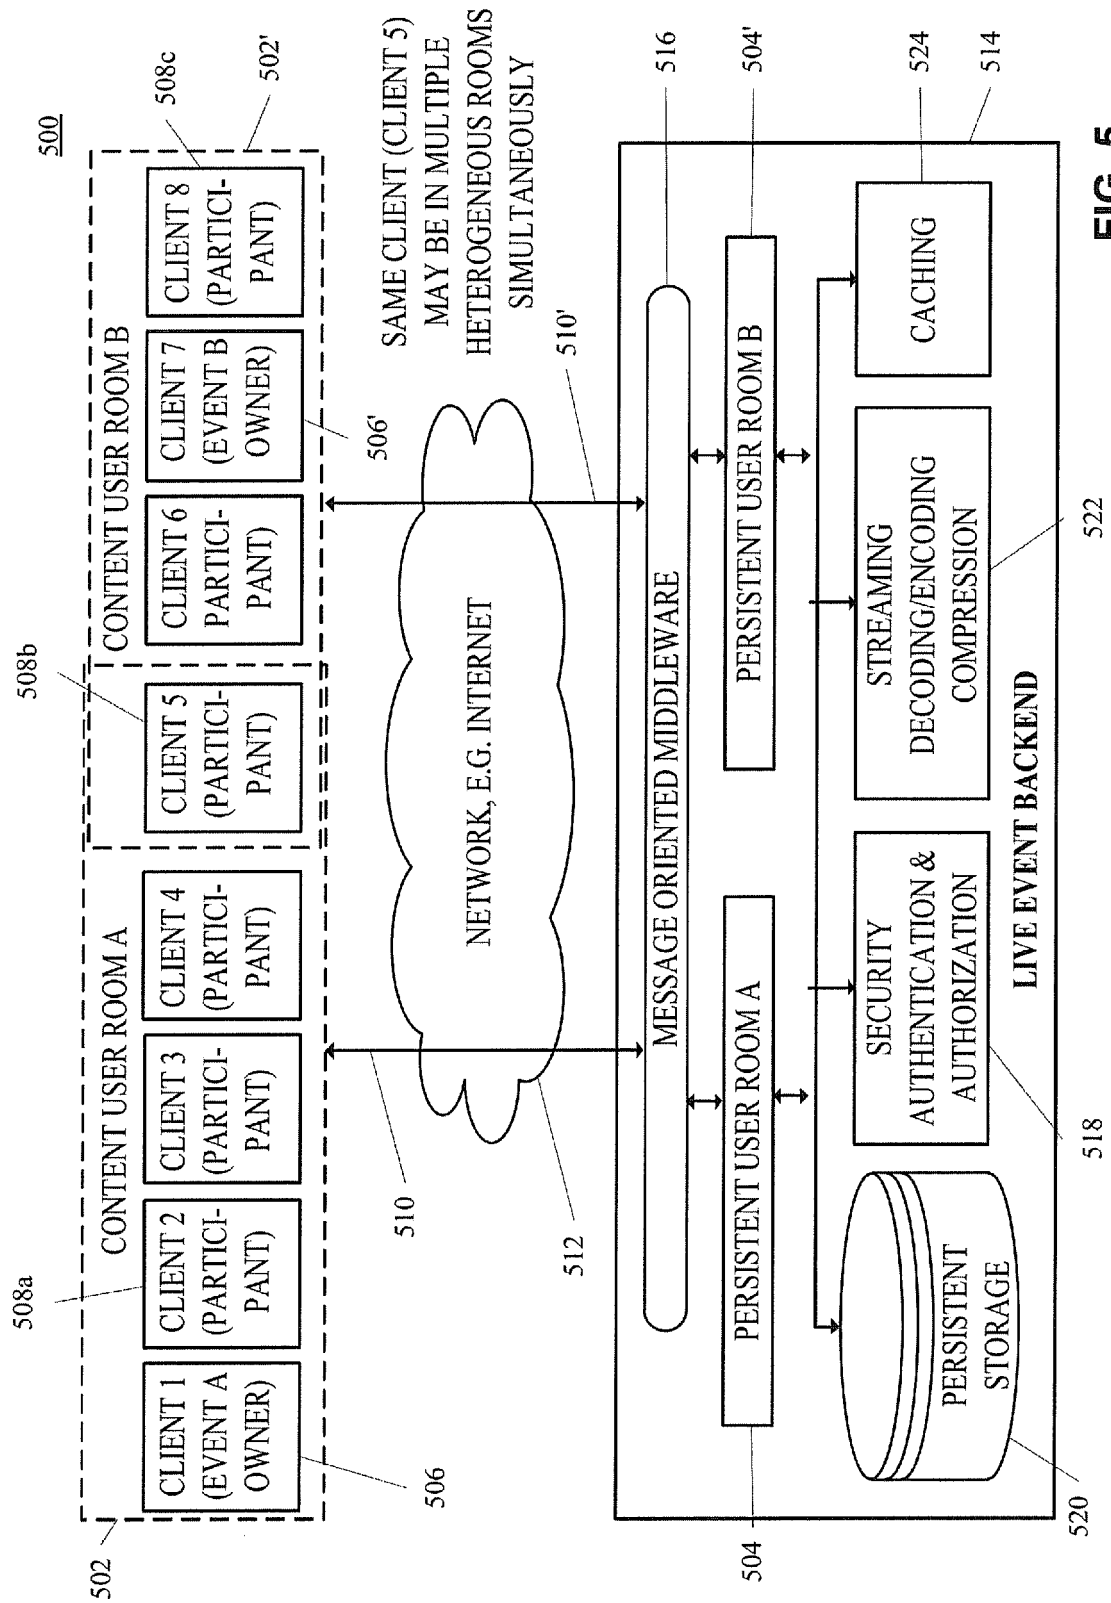 500
502
CONTENT USER ROOM A
CLIENT 1
(EVENT A
OWNER)
506
CLIENT 2
(PARTICI-
PANT)
508a
CLIENT 3
(PARTICI-
PANT)
CLIENT 4
(PARTICI-
PANT)
CLIENT 5
(PARTICI-
PANT)
508b
CONTENT USER ROOM B
CLIENT 6
PARTICI-
PANT)
CLIENT 7
(EVENT B
OWNER)
506'
CLIENT 8
(PARTICI-
PANT)
508c
502'
SAME CLIENT (CLIENT 5)
MAY BE IN MULTIPLE
HETEROGENEOUS ROOMS
SIMULTANEOUSLY
510
512
NETWORK, E.G. INTERNET
510'
MESSAGE ORIENTED MIDDLEWARE
516
504
PERSISTENT USER ROOM A
PERSISTENT USER ROOM B
504'
PERSISTENT
STORAGE
520
SECURITY
AUTHENTICATION &
AUTHORIZATION
518
STREAMING
DECODING/ENCODING
COMPRESSION
522
CACHING
524
514
LIVE EVENT BACKEND
FIG. 5